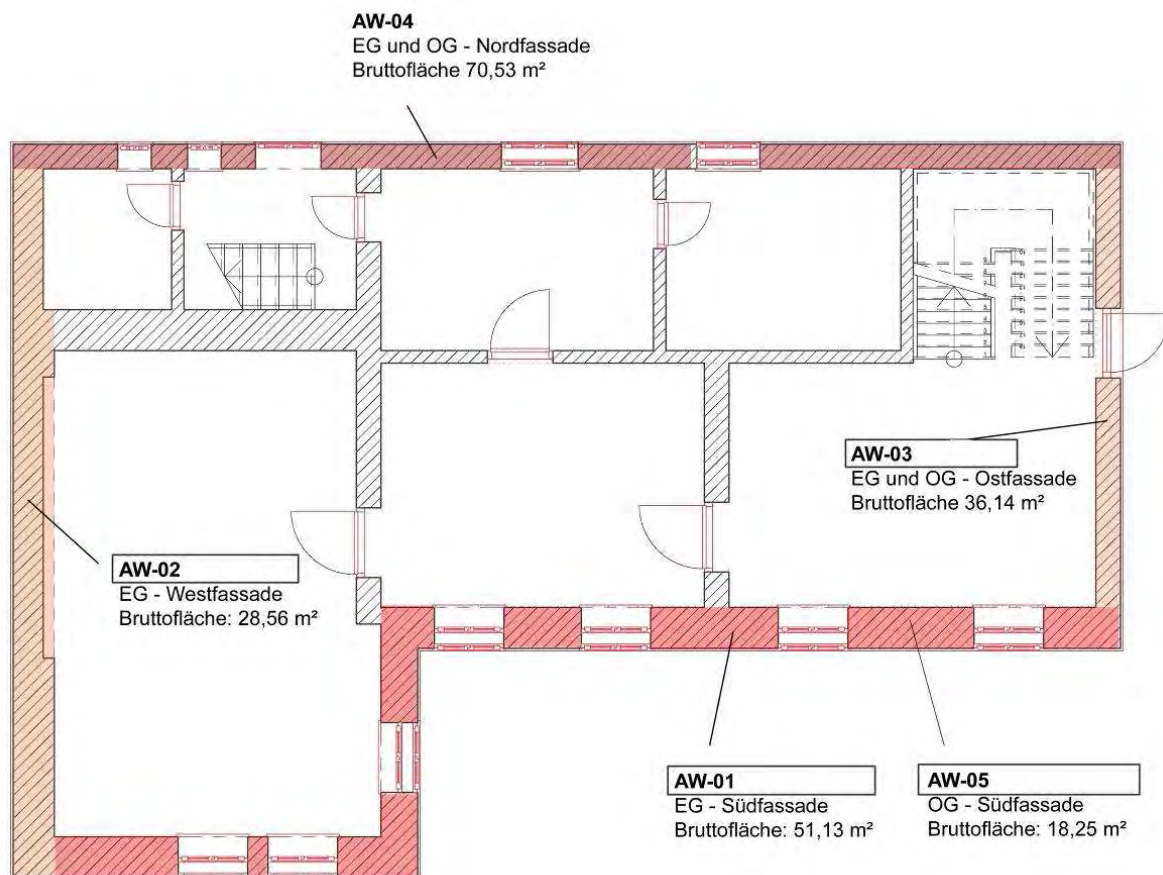 AW-04
EG und OG - Nordfassade
Bruttofläche 70,53 m²
AW-03
EG und OG - Ostfassade
Bruttofläche 36,14 m²
AW-02
EG - Westfassade
Bruttofläche: 28,56 m²
AW-01
EG - Südfassade
Bruttofläche: 51,13 m²
AW-05
OG - Südfassade
Bruttofläche: 18,25 m²